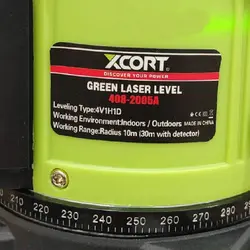 XCORT
DISCOVER YOUR POWER
GREEN LASER LEVEL
408-2005A
Leveling Type:4V1H1D
Working Environment:Indoors / Outdoors
MADE IN CHINA
Working Range:Radius 10m (30m with detector)
210 220 230 240 250 260 270 280 290